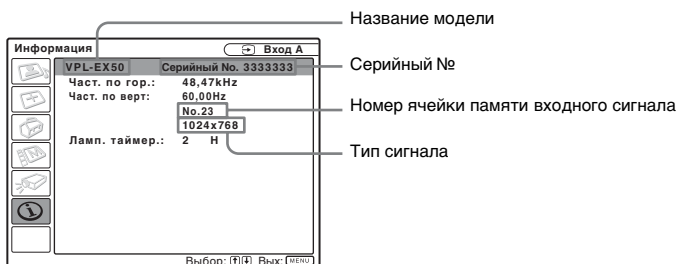 Название модели
Информация Вход А
VPL-EX50 Серийный No. 3333333
Серийный №
Част. по гор.: 48,47kHz
Част. по верт: 60,00Hz
No.23
Номер ячейки памяти входного сигнала
1024x768
Ламп. таймер.: 2 H
Тип сигнала
Выбор: Вых: MENU